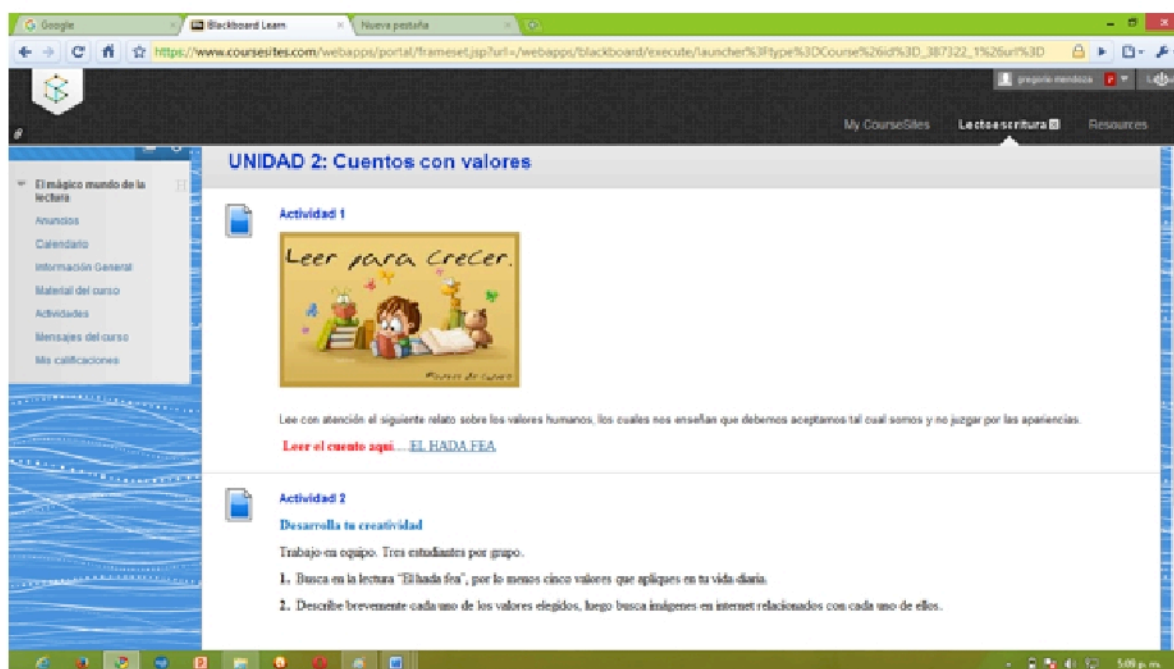 Google
Blackboard Learn
Nueva pestaña
https://www.coursesites.com/webapps/portal/frameset.jsp?url=/webapps/blackboard/execute/launcher%3Ftype%3DCourse%26id%3D_387322_1%26url%3D
gregorio mendoza
My CourseSites
Lectoescritura
Resources
El mágico mundo de la
lectura
Anuncios
Calendario
Información General
Material del curso
Actividades
Mensajes del curso
Mis calificaciones
UNIDAD 2: Cuentos con valores
Actividad 1
Leer para crecer.
Lee con atención el siguiente relato sobre los valores humanos, los cuales nos enseñan que debemos aceptarnos tal cual somos y no juzgar por las apariencias.
Leer el cuento aquí.....EL HADA FEA
Actividad 2
Desarrolla tu creatividad
Trabajo en equipo. Tres estudiantes por grupo.
1. Busca en la lectura "El hada fea", por lo menos cinco valores que apliques en tu vida diaria.
2. Describe brevemente cada uno de los valores elegidos, luego busca imágenes en internet relacionados con cada uno de ellos.
5:09 p.m.